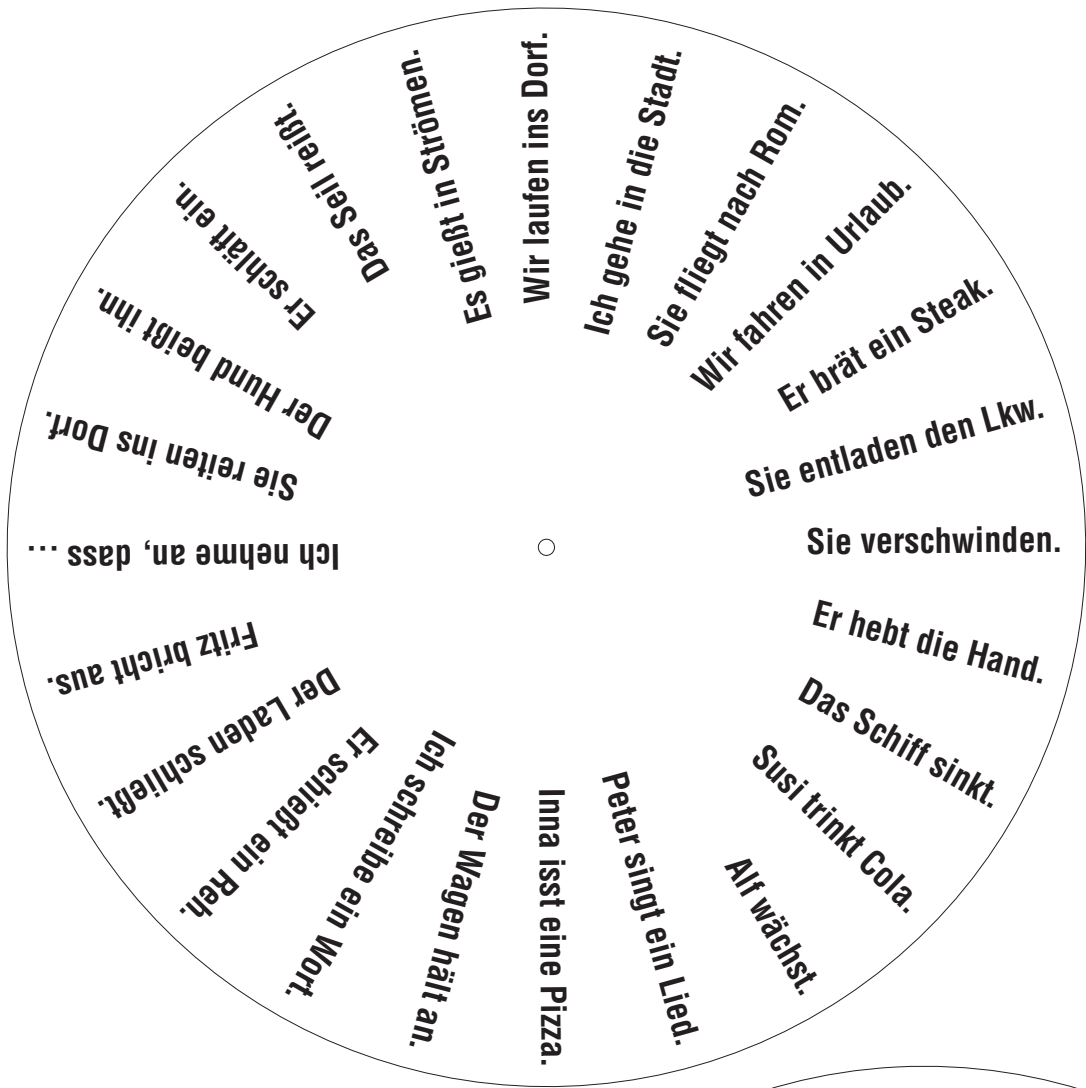 Wir laufen ins Dorf.
Ich gehe in die Stadt.
Sie fliegt nach Rom.
Wir fahren in Urlaub.
Er brät ein Steak.
Sie entladen den Lkw.
Sie verschwinden.
Er hebt die Hand.
Das Schiff sinkt.
Susi trinkt Cola.
Alf wächst.
Peter singt ein Lied.
Inna isst eine Pizza.
Der Wagen hält an.
Ich schreibe ein Wort.
Er schießt ein Reh.
Der Laden schließt.
Fritz bricht aus.
Ich nehme an, dass …
Sie reiten ins Dorf.
Der Hund beißt ihn.
Er schläft ein.
Das Seil reißt.
Es gießt in Strömen.